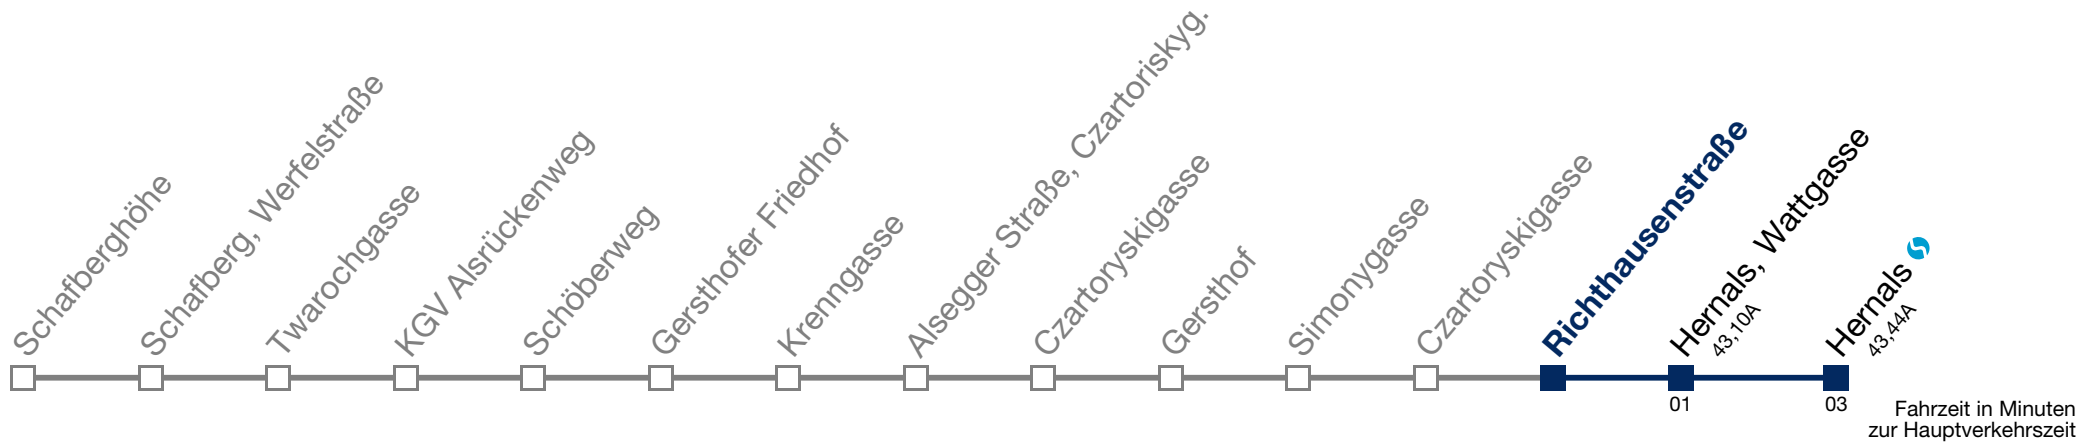 Schafberghöhe
Schafberg, Werfelstraße
Twarochgasse
KGV Alsrückenweg
Schöberweg
Gersthofer Friedhof
Krenngasse
Alsegger Straße, Czartoriskyg.
Czartoryskigasse
Gersthof
Simonygasse
Czartoryskigasse
Richthausenstraße
Hernals, Wattgasse
43,10A
Hernals
43,44A
01
03
Fahrzeit in Minuten
zur Hauptverkehrszeit